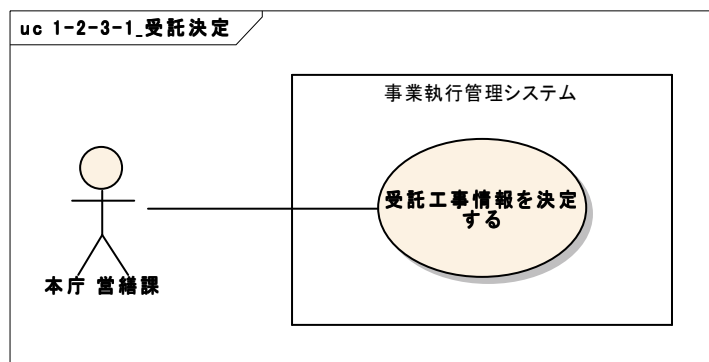 uc 1-2-3-1_受託決定
事業執行管理システム
受託工事情報を決定
する
本庁 営繕課